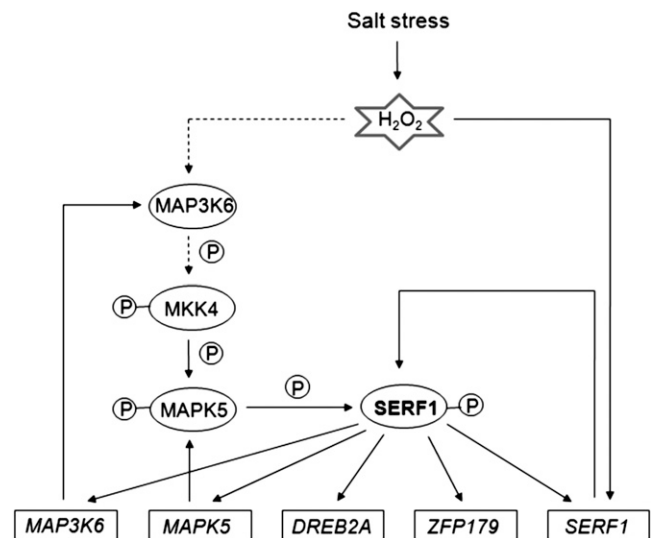 Salt stress
H₂O₂
MAP3K6
P
P MKK4
P
P
P MAPK5
SERF1 P
MAP3K6 MAPK5 DREB2A ZFP179 SERF1